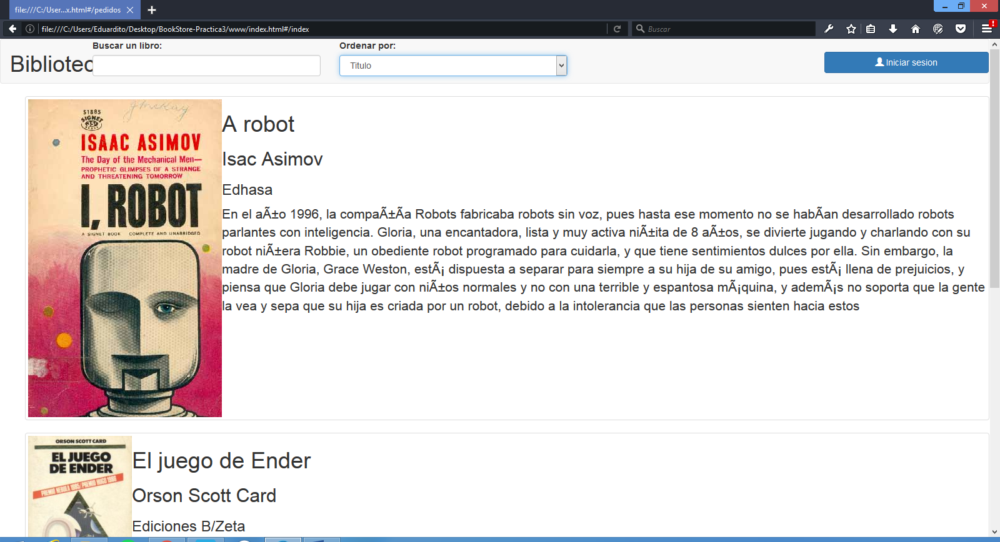 file:///C:/User...x.html#/pedidos
file:///C:/Users/Eduardito/Desktop/BookStore-Practica3/www/index.html#/index
Buscar
Buscar un libro:
Ordenar por:
Bibliotec
Titulo
Iniciar sesion
S1885
SIGNET
BOOKS
ISAAC ASIMOV
The Day of the Mechanical Men—
PROPHETIC GLIMPSES OF A STRANGE
AND THREATENING TOMORROW
I, ROBOT
A SIGNET BOOK COMPLETE AND UNABRIDGED
A robot
Isac Asimov
Edhasa
En el aÃ±o 1996, la compaÃ±Ãa Robots fabricaba robots sin voz, pues hasta ese momento no se habÃan desarrollado robots
parlantes con inteligencia. Gloria, una encantadora, lista y muy activa niÃ±ita de 8 aÃ±os, se divierte jugando y charlando con su
robot niÃ±era Robbie, un obediente robot programado para cuidarla, y que tiene sentimientos dulces por ella. Sin embargo, la
madre de Gloria, Grace Weston, estÃ¡ dispuesta a separar para siempre a su hija de su amigo, pues estÃ¡ llena de prejuicios, y
piensa que Gloria debe jugar con niÃ±os normales y no con una terrible y espantosa mÃ¡quina, y ademÃ¡s no soporta que la gente
la vea y sepa que su hija es criada por un robot, debido a la intolerancia que las personas sienten hacia estos
ORSON SCOTT CARD
EL JUEGO
DE ENDER
PREMIO NEBULA 1985/PREMIO HUGO 1986
El juego de Ender
Orson Scott Card
Ediciones B/Zeta